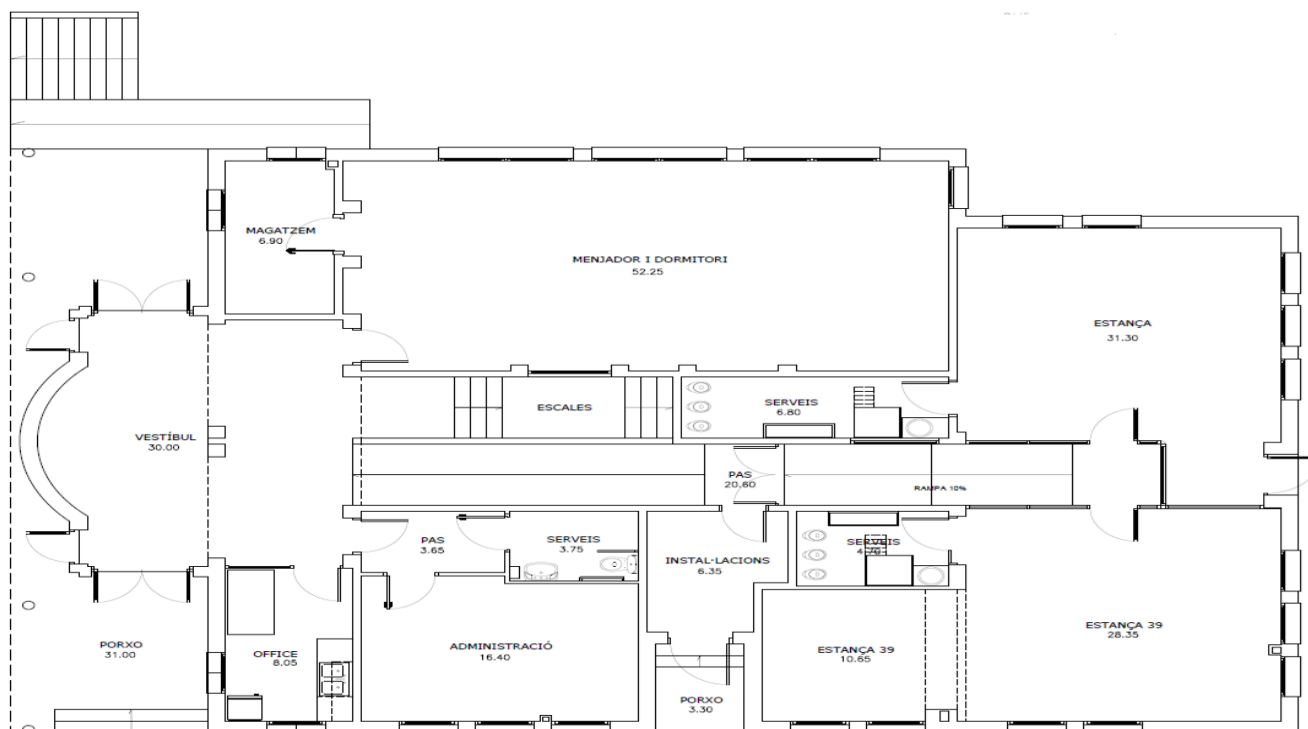 MAGATZEM
6.90
MENJADOR I DORMITORI
52.25
ESTANÇA
31.30
SERVEIS
6.80
ESCALES
VESTÍBUL
30.00
PAS
20.60
RAMPA 10%
PAS
3.65
SERVEIS
3.75
INSTAL·LACIONS
6.35
SERVEIS
PORXO
31.00
OFFICE
8.05
ADMINISTRACIÓ
16.40
ESTANÇA 39
10.65
ESTANÇA 39
28.35
PORXO
3.30